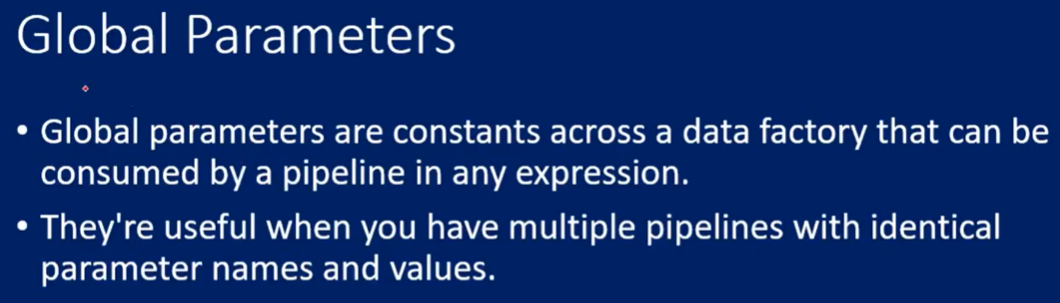 Global Parameters
• Global parameters are constants across a data factory that can be
consumed by a pipeline in any expression.
• They're useful when you have multiple pipelines with identical
parameter names and values.